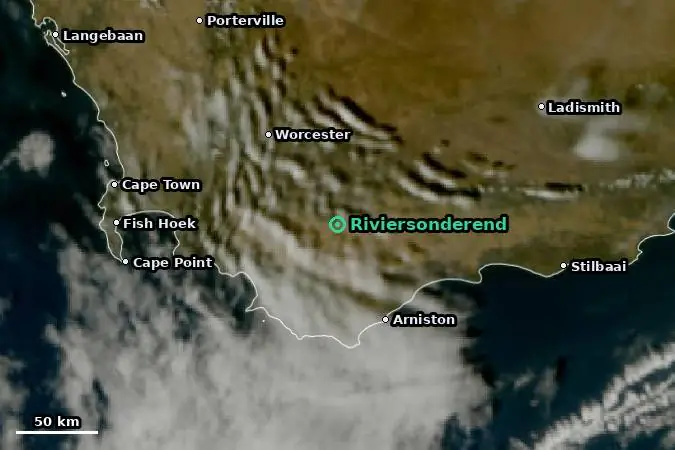 Porterville
Langebaan
Ladismith
Worcester
Cape Town
Fish Hoek
Riviersonderend
Cape Point
Stilbaai
Arniston
50 km